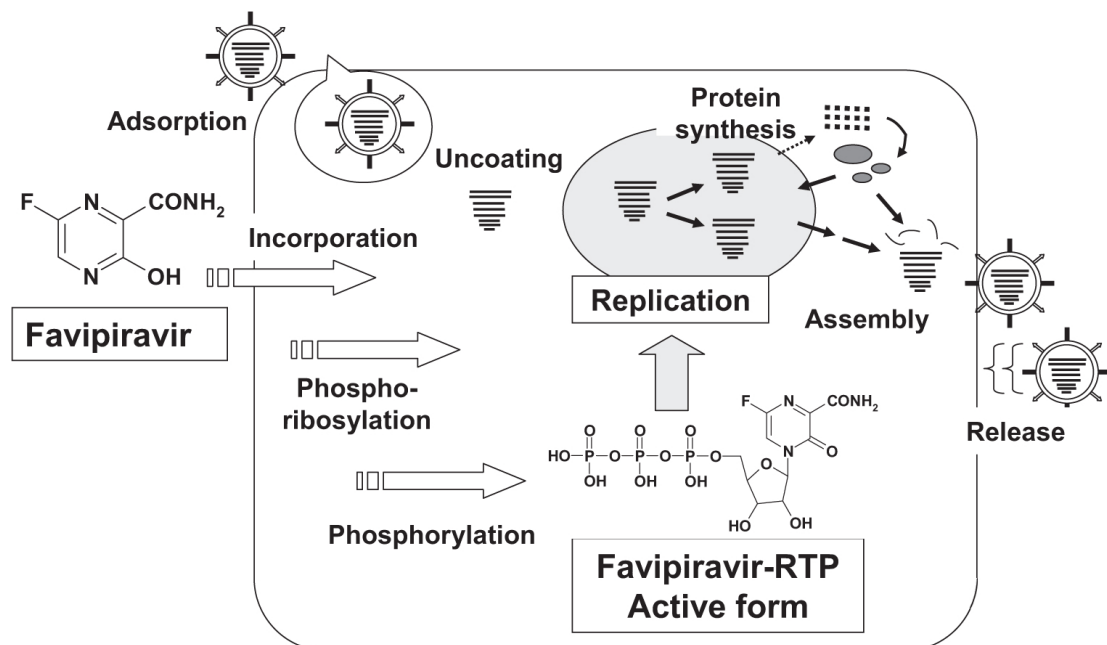 Adsorption
Protein
synthesis
Uncoating
F
N
CONH₂
N
OH
Favipiravir
Incorporation
Replication
Assembly
Phospho-
ribosylation
Release
Phosphorylation
F
N
CONH₂
N
O
O
O
O
HO
P
O
P
O
P
O
OH
OH
OH
O
HO
OH
Favipiravir-RTP
Active form